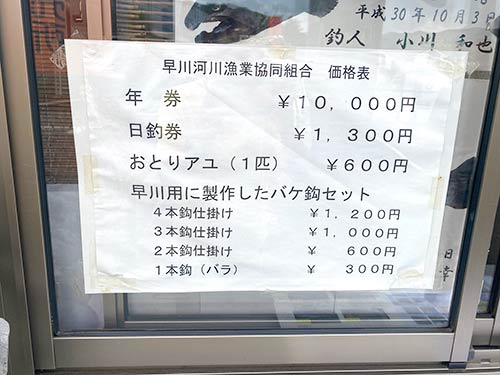 平成30年10月3日
釣人 小川 和也
早川河川漁業協同組合 価格表
年 券 ¥10,000円
日釣券 ¥1,300円
おとりアユ（1匹） ¥600円
早川用に製作したバケ鈎セット
4本鈎仕掛け ¥1,200円
3本鈎仕掛け ¥1,000円
2本鈎仕掛け ¥ 600円
1本鈎（バラ） ¥ 300円